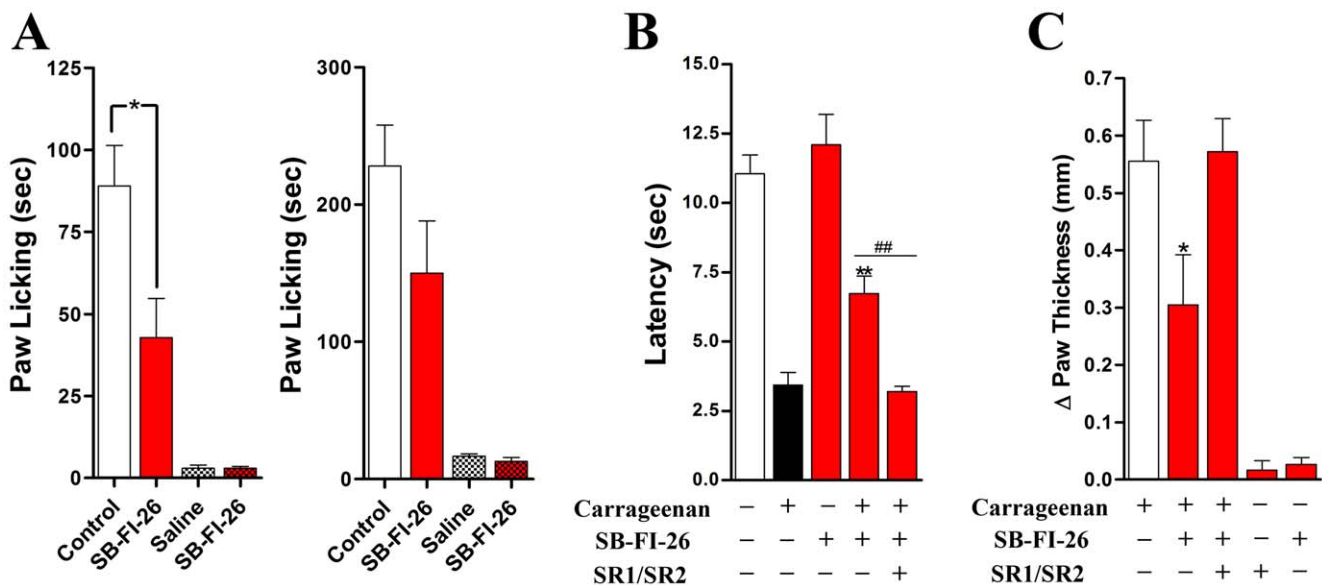 A
B
C
Paw Licking (sec)
125
100
75
50
25
0
*
Control
SB-FI-26
Saline
SB-FI-26
Paw Licking (sec)
300
200
100
0
Control
SB-FI-26
Saline
SB-FI-26
Latency (sec)
15.0
12.5
7.5
5.0
2.5
0.0
**
##
Carrageenan − + − + +
SB-FI-26 − − + + +
SR1/SR2 − − − − +
Δ Paw Thickness (mm)
0.7
0.6
0.5
0.4
0.3
0.2
0.1
0.0
*
Carrageenan + + + − −
SB-FI-26 − + + − +
SR1/SR2 − − + + −